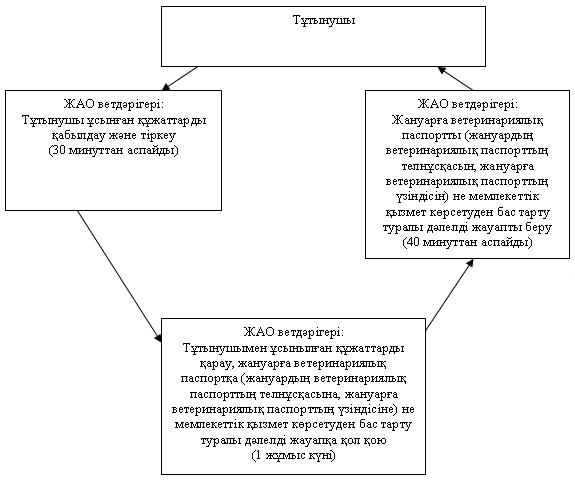 Тұтынушы
ЖАО ветдәрігері:
Тұтынушы ұсынған құжаттарды
қабылдау және тіркеу
(30 минуттан аспайды)
ЖАО ветдәрігері:
Тұтынушымен ұсынылған құжаттарды
қарау, жануарға ветеринариялық
паспортқа (жануардың ветеринариялық
паспорттың телнұсқасына, жануарға
ветеринариялық паспорттың үзіндісіне) не
мемлекеттік қызмет көрсетуден бас тарту
туралы дәлелді жауапқа қол қою
(1 жұмыс күні)
ЖАО ветдәрігері:
Жануарға ветеринариялық
паспортты (жануардың
ветеринариялық паспорттың
телнұсқасын, жануарға
ветеринариялық паспорттың
үзіндісін) не мемлекеттік
қызмет көрсетуден бас тарту
туралы дәлелді жауапты беру
(40 минуттан аспайды)